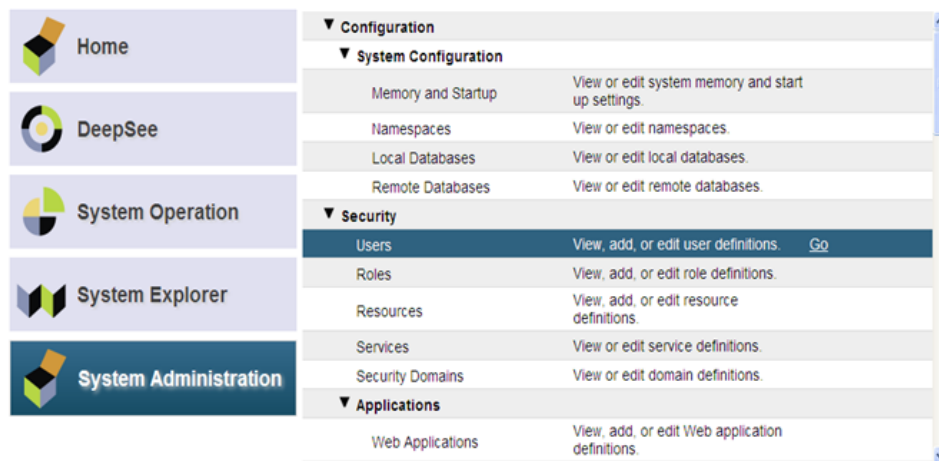 Home
DeepSee
System Operation
System Explorer
System Administration
Configuration
System Configuration
Memory and Startup View or edit system memory and start
up settings.
Namespaces View or edit namespaces.
Local Databases View or edit local databases.
Remote Databases View or edit remote databases.
Security
Users View, add, or edit user definitions. Go
Roles View, add, or edit role definitions.
Resources View, add, or edit resource
definitions.
Services View or edit service definitions.
Security Domains View or edit domain definitions.
Applications
Web Applications View, add, or edit Web application
definitions.